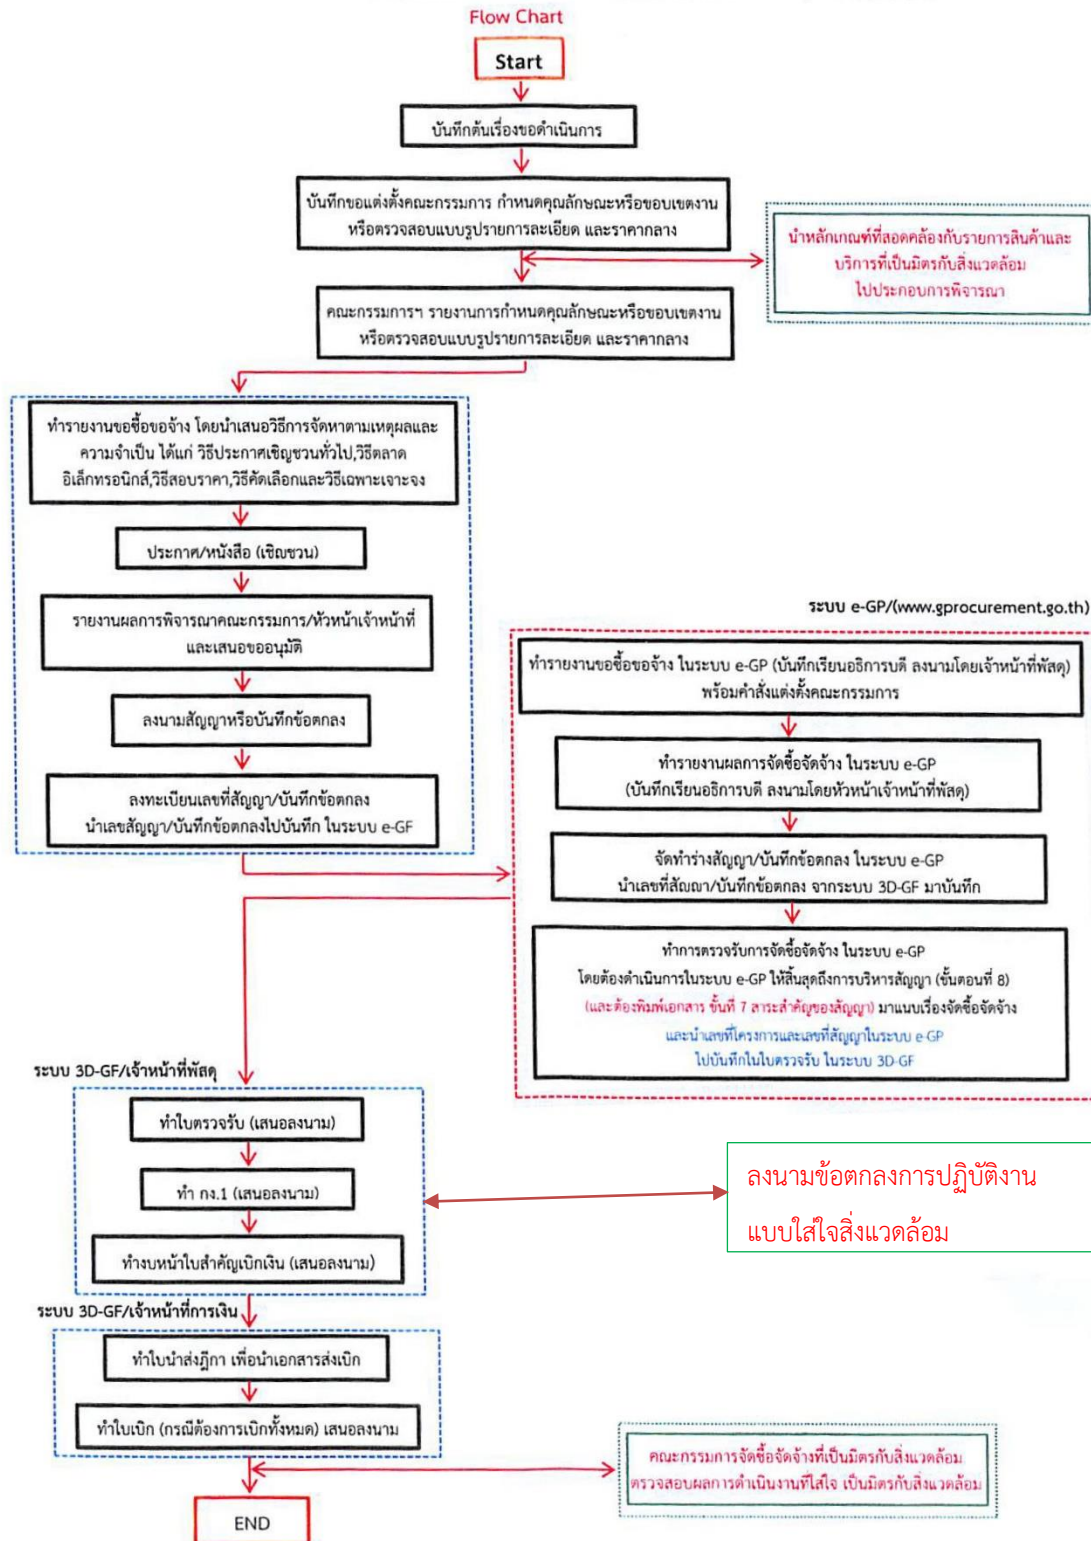 Flow Chart
Start
บันทึกต้นเรื่องขอดำเนินการ
บันทึกขอแต่งตั้งคณะกรรมการ กำหนดคุณลักษณะหรือขอบเขตงาน
หรือตรวจสอบแบบรูปรายการละเอียด และราคากลาง
นำหลักเกณฑ์ที่สอดคล้องกับรายการสินค้าและ
บริการที่เป็นมิตรกับสิ่งแวดล้อม
ไปประกอบการพิจารณา
คณะกรรมการฯ รายงานการกำหนดคุณลักษณะหรือขอบเขตงาน
หรือตรวจสอบแบบรูปรายการละเอียด และราคากลาง
ทำรายงานขอซื้อขอจ้าง โดยนำเสนอวิธีการจัดหาตามเหตุผลและ
ความจำเป็น ได้แก่ วิธีประกาศเชิญชวนทั่วไป,วิธีตลาด
อิเล็กทรอนิกส์,วิธีสอบราคา,วิธีคัดเลือกและวิธีเฉพาะเจาะจง
ประกาศ/หนังสือ (เชิญชวน)
รายงานผลการพิจารณาคณะกรรมการ/หัวหน้าเจ้าหน้าที่
และเสนอขออนุมัติ
ลงนามสัญญาหรือบันทึกข้อตกลง
ลงทะเบียนเลขที่สัญญา/บันทึกข้อตกลง
นำเลขสัญญา/บันทึกข้อตกลงไปบันทึก ในระบบ e-GF
ระบบ e-GP/(www.gprocurement.go.th)
ทำรายงานขอซื้อขอจ้าง ในระบบ e-GP (บันทึกเรียนอธิการบดี ลงนามโดยเจ้าหน้าที่พัสดุ)
พร้อมคำสั่งแต่งตั้งคณะกรรมการ
ทำรายงานผลการจัดซื้อจัดจ้าง ในระบบ e-GP
(บันทึกเรียนอธิการบดี ลงนามโดยหัวหน้าเจ้าหน้าที่พัสดุ)
จัดทำร่างสัญญา/บันทึกข้อตกลง ในระบบ e-GP
นำเลขที่สัญญา/บันทึกข้อตกลง จากระบบ 3D-GF มาบันทึก
ทำการตรวจรับการจัดซื้อจัดจ้าง ในระบบ e-GP
โดยต้องดำเนินการในระบบ e-GP ให้สิ้นสุดถึงการบริหารสัญญา (ขั้นตอนที่ 8)
(และต้องพิมพ์เอกสาร ขั้นที่ 7 สาระสำคัญของสัญญา) มาแนบเรื่องจัดซื้อจัดจ้าง
และนำเลขที่โครงการและเลขที่สัญญาในระบบ e-GP
ไปบันทึกในใบตรวจรับ ในระบบ 3D-GF
ระบบ 3D-GF/เจ้าหน้าที่พัสดุ
ทำใบตรวจรับ (เสนอลงนาม)
ทำ กง.1 (เสนอลงนาม)
ทำงบหน้าใบสำคัญเบิกเงิน (เสนอลงนาม)
ลงนามข้อตกลงการปฏิบัติงาน
แบบใส่ใจสิ่งแวดล้อม
ระบบ 3D-GF/เจ้าหน้าที่การเงิน
ทำใบนำส่งฎีกา เพื่อนำเอกสารส่งเบิก
ทำใบเบิก (กรณีต้องการเบิกทั้งหมด) เสนอลงนาม
คณะกรรมการจัดซื้อจัดจ้างที่เป็นมิตรกับสิ่งแวดล้อม
ตรวจสอบผลการดำเนินงานที่ใส่ใจ เป็นมิตรกับสิ่งแวดล้อม
END